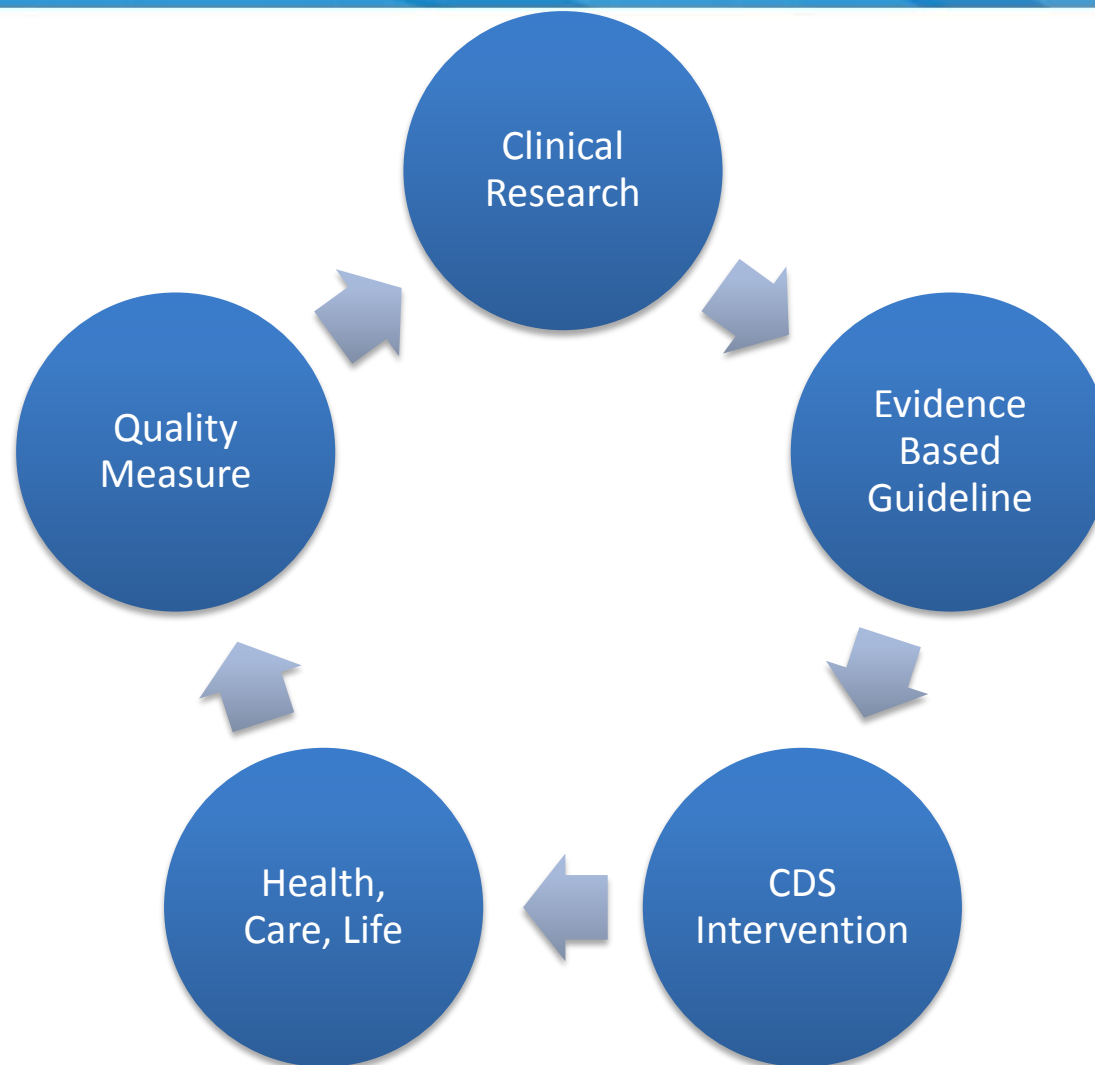 Clinical
Research
Evidence
Based
Guideline
CDS
Intervention
Health,
Care, Life
Quality
Measure